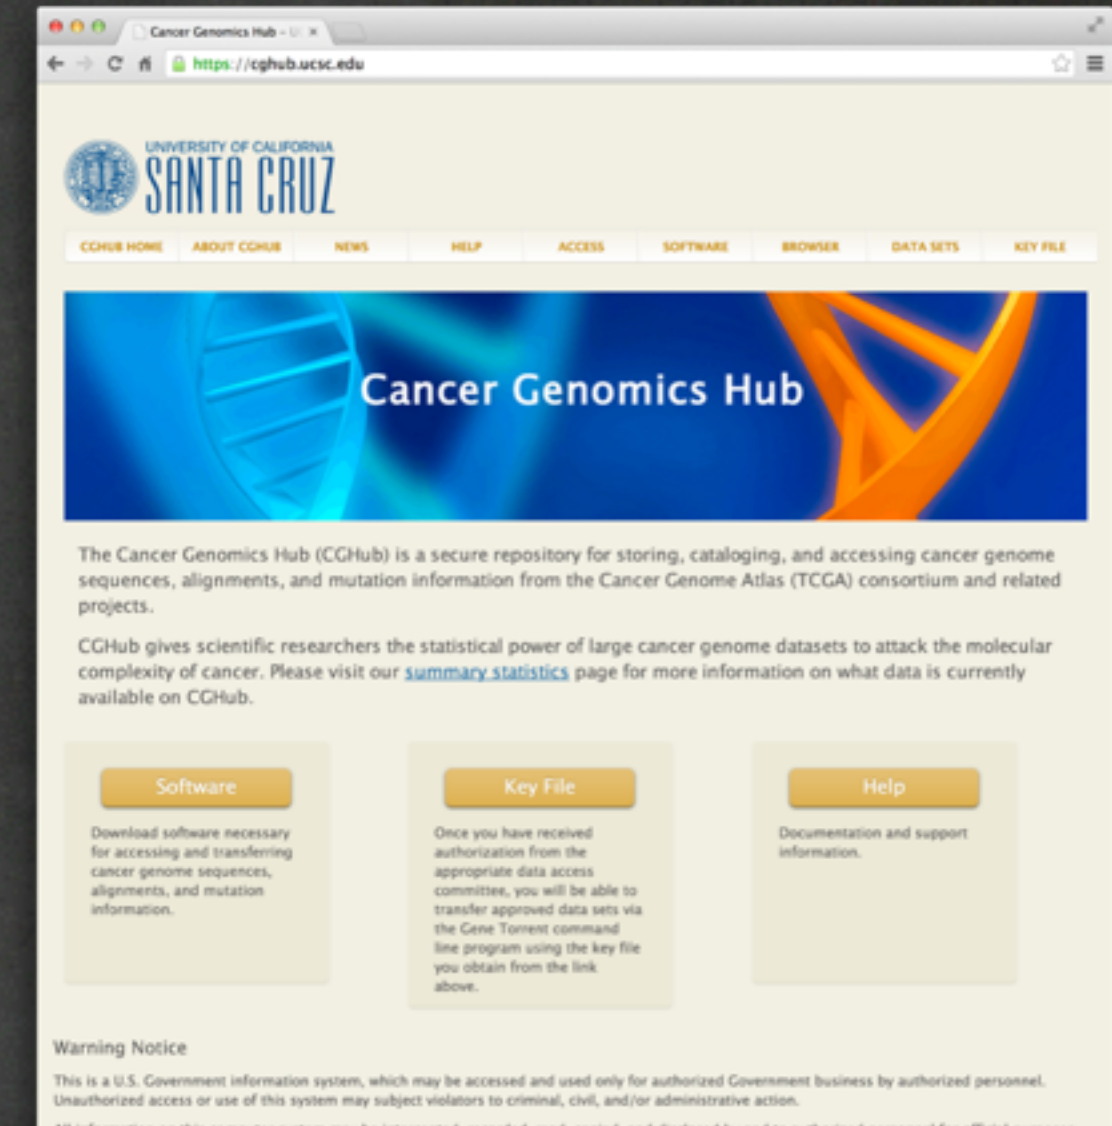 Cancer Genomics Hub - U
https://cghub.ucsc.edu
UNIVERSITY OF CALIFORNIA
SANTA CRUZ
CGHUB HOME ABOUT CGHUB NEWS HELP ACCESS SOFTWARE BROWSER DATA SETS KEY FILE
Cancer Genomics Hub
The Cancer Genomics Hub (CGHub) is a secure repository for storing, cataloging, and accessing cancer genome
sequences, alignments, and mutation information from the Cancer Genome Atlas (TCGA) consortium and related
projects.
CGHub gives scientific researchers the statistical power of large cancer genome datasets to attack the molecular
complexity of cancer. Please visit our summary statistics page for more information on what data is currently
available on CGHub.
Software
Download software necessary
for accessing and transferring
cancer genome sequences,
alignments, and mutation
information.
Key File
Once you have received
authorization from the
appropriate data access
committee, you will be able to
transfer approved data sets via
the Gene Torrent command
line program using the key file
you obtain from the link
above.
Help
Documentation and support
information.
Warning Notice
This is a U.S. Government information system, which may be accessed and used only for authorized Government business by authorized personnel.
Unauthorized access or use of this system may subject violators to criminal, civil, and/or administrative action.